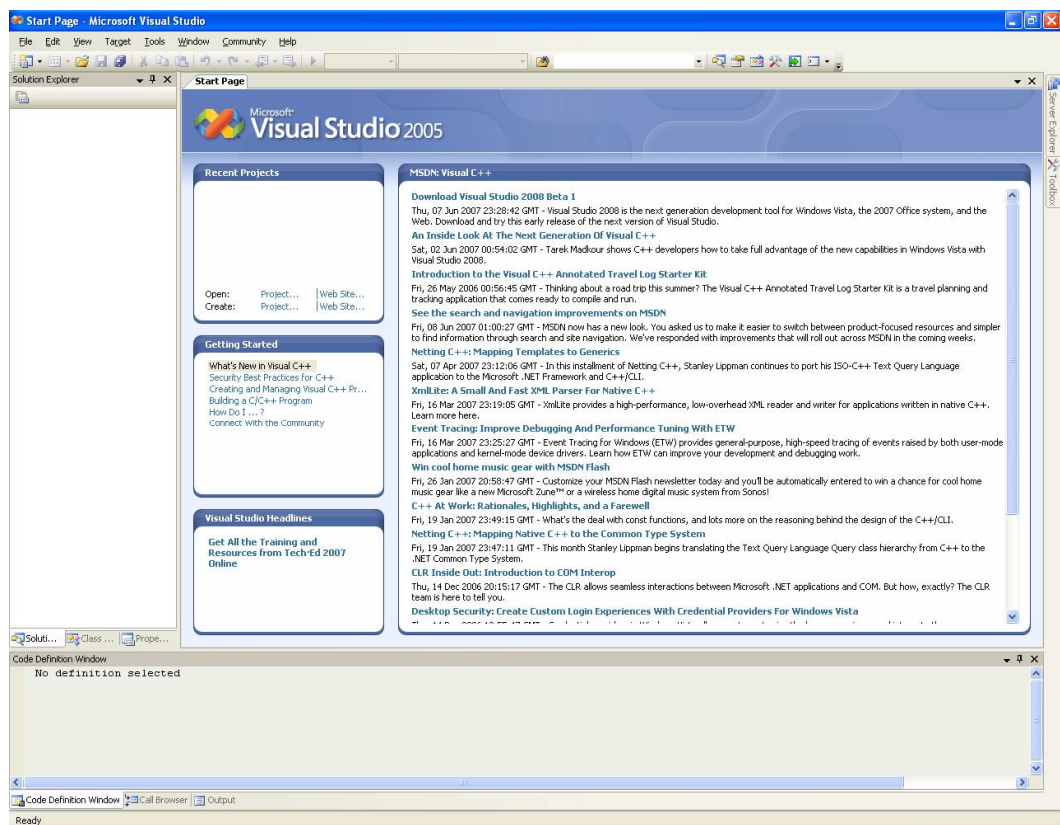 Start Page - Microsoft Visual Studio
File Edit View Target Tools Window Community Help
Solution Explorer
Start Page
Microsoft
Visual Studio 2005
Recent Projects
Open: Project... | Web Site...
Create: Project... | Web Site...
Getting Started
What's New in Visual C++
Security Best Practices for C++
Creating and Managing Visual C++ Pr...
Building a C/C++ Program
How Do I ... ?
Connect With the Community
Visual Studio Headlines
Get All the Training and
Resources from Tech·Ed 2007
Online
MSDN: Visual C++
Download Visual Studio 2008 Beta 1
Thu, 07 Jun 2007 23:28:42 GMT - Visual Studio 2008 is the next generation development tool for Windows Vista, the 2007 Office system, and the
Web. Download and try this early release of the next version of Visual Studio.
An Inside Look At The Next Generation Of Visual C++
Sat, 02 Jun 2007 00:54:02 GMT - Tarek Madkour shows C++ developers how to take full advantage of the new capabilities in Windows Vista with
Visual Studio 2008.
Introduction to the Visual C++ Annotated Travel Log Starter Kit
Fri, 26 May 2006 00:56:45 GMT - Thinking about a road trip this summer? The Visual C++ Annotated Travel Log Starter Kit is a travel planning and
tracking application that comes ready to compile and run.
See the search and navigation improvements on MSDN
Fri, 08 Jun 2007 01:00:27 GMT - MSDN now has a new look. You asked us to make it easier to switch between product-focused resources and simpler
to find information through search and site navigation. We've responded with improvements that will roll out across MSDN in the coming weeks.
Netting C++: Mapping Templates to Generics
Sat, 07 Apr 2007 23:12:06 GMT - In this installment of Netting C++, Stanley Lippman continues to port his ISO-C++ Text Query Language
application to the Microsoft .NET Framework and C++/CLI.
XmlLite: A Small And Fast XML Parser For Native C++
Fri, 16 Mar 2007 23:19:05 GMT - XmlLite provides a high-performance, low-overhead XML reader and writer for applications written in native C++.
Learn more here.
Event Tracing: Improve Debugging And Performance Tuning With ETW
Fri, 16 Mar 2007 23:25:27 GMT - Event Tracing for Windows (ETW) provides general-purpose, high-speed tracing of events raised by both user-mode
applications and kernel-mode device drivers. Learn how ETW can improve your development and debugging work.
Win cool home music gear with MSDN Flash
Fri, 26 Jan 2007 20:58:47 GMT - Customize your MSDN Flash newsletter today and you'll be automatically entered to win a chance for cool home
music gear like a new Microsoft Zune™ or a wireless home digital music system from Sonos!
C++ At Work: Rationales, Highlights, and a Farewell
Fri, 19 Jan 2007 23:49:15 GMT - What's the deal with const functions, and lots more on the reasoning behind the design of the C++/CLI.
Netting C++: Mapping Native C++ to the Common Type System
Fri, 19 Jan 2007 23:47:11 GMT - This month Stanley Lippman begins translating the Text Query Language Query class hierarchy from C++ to the
.NET Common Type System.
CLR Inside Out: Introduction to COM Interop
Thu, 14 Dec 2006 20:15:17 GMT - The CLR allows seamless interactions between Microsoft .NET applications and COM. But how, exactly? The CLR
team is here to tell you.
Desktop Security: Create Custom Login Experiences With Credential Providers For Windows Vista
Server Explorer
Toolbox
Soluti... Class ... Prope...
Code Definition Window
No definition selected
Code Definition Window Call Browser Output
Ready